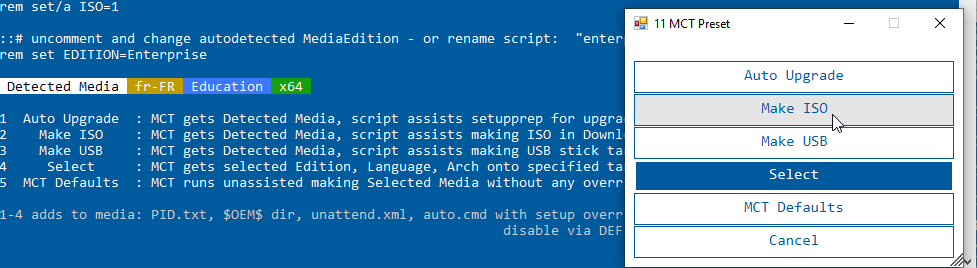 rem set/a ISO=1
::# uncomment and change autodetected MediaEdition - or rename script:  "enterp
rem set EDITION=Enterprise
Detected Media fr-FR Education x64
1  Auto Upgrade  : MCT gets Detected Media, script assists setupprep for upgra
2    Make ISO    : MCT gets Detected Media, script assists making ISO in Downl
3    Make USB    : MCT gets Detected Media, script assists making USB stick ta
4     Select     : MCT gets selected Edition, Language, Arch onto specified ta
5  MCT Defaults  : MCT runs unassisted making Selected Media without any overr
1-4 adds to media: PID.txt, $OEM$ dir, unattend.xml, auto.cmd with setup overr
disable via DEF
11 MCT Preset
Auto Upgrade
Make ISO
Make USB
Select
MCT Defaults
Cancel